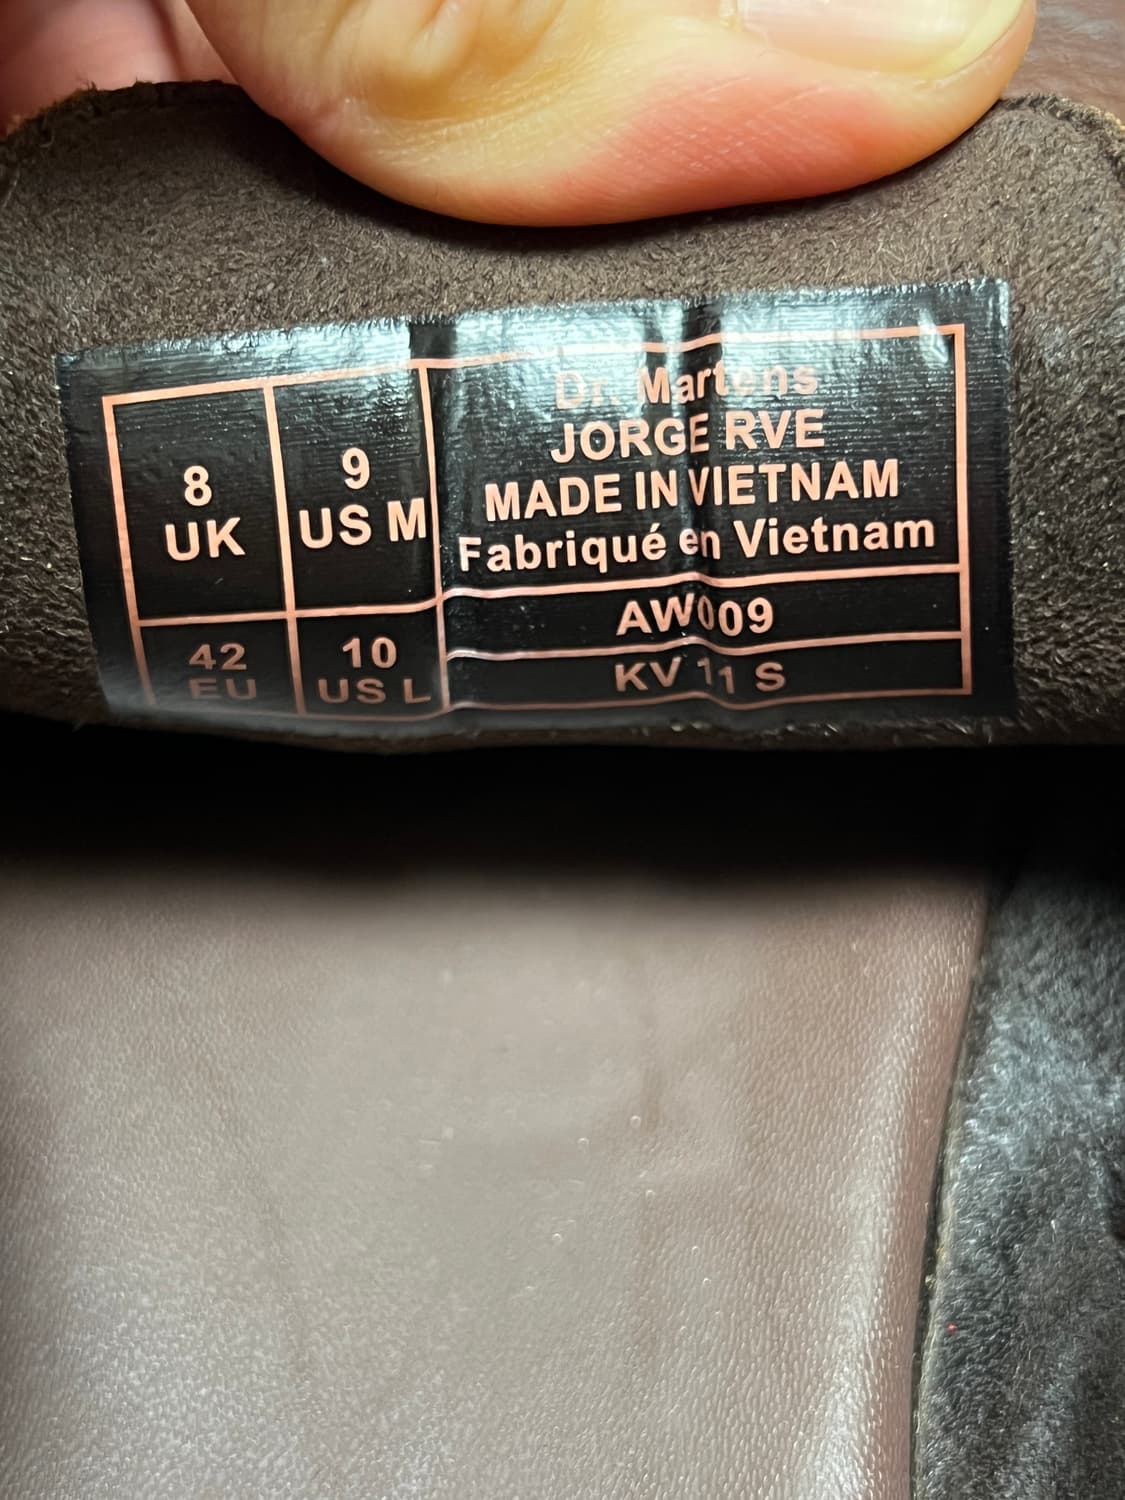 8
UK
9
US M
42
EU
10
US L
Dr. Martens
JORGE RVE
MADE IN VIETNAM
Fabriqué en Vietnam
AW009
KV 11 S